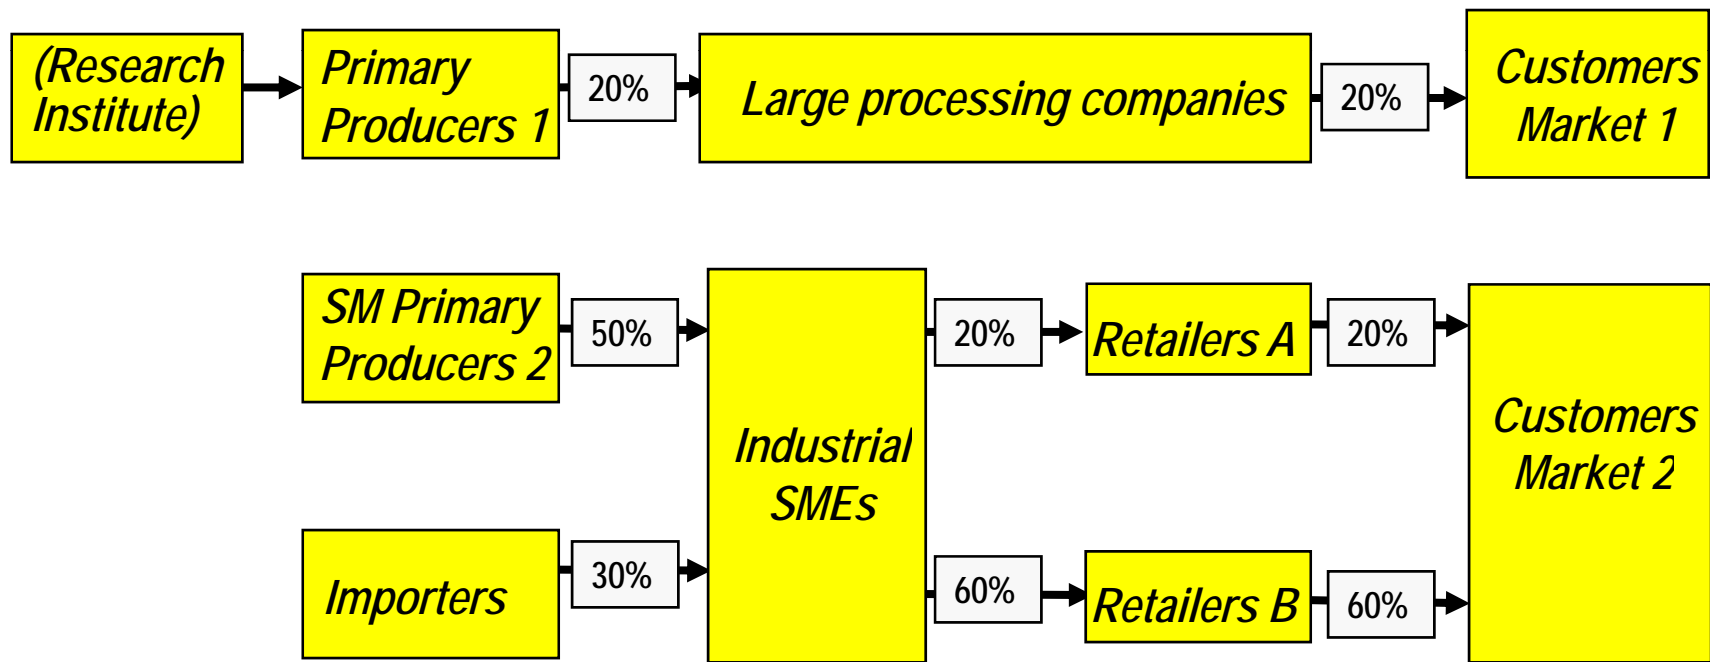 (Research
Institute)
Primary
Producers 1
20%
Large processing companies
20%
Customers
Market 1
SM Primary
Producers 2
50%
Industrial
SMEs
20%
Retailers A
20%
Customers
Market 2
Importers
30%
60%
Retailers B
60%